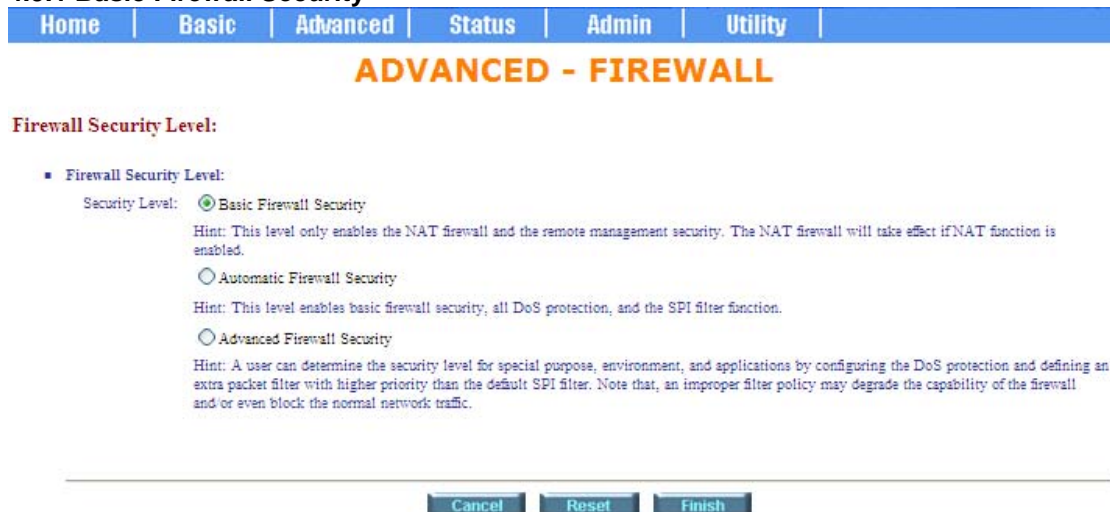 Basic Firewall Security
Home | Basic | Advanced | Status | Admin | Utility |
ADVANCED - FIREWALL
Firewall Security Level:
▪ Firewall Security Level:
Security Level: Basic Firewall Security
Hint: This level only enables the NAT firewall and the remote management security. The NAT firewall will take effect if NAT function is
enabled.
Automatic Firewall Security
Hint: This level enables basic firewall security, all DoS protection, and the SPI filter function.
Advanced Firewall Security
Hint: A user can determine the security level for special purpose, environment, and applications by configuring the DoS protection and defining an
extra packet filter with higher priority than the default SPI filter. Note that, an improper filter policy may degrade the capability of the firewall
and/or even block the normal network traffic.
Cancel Reset Finish